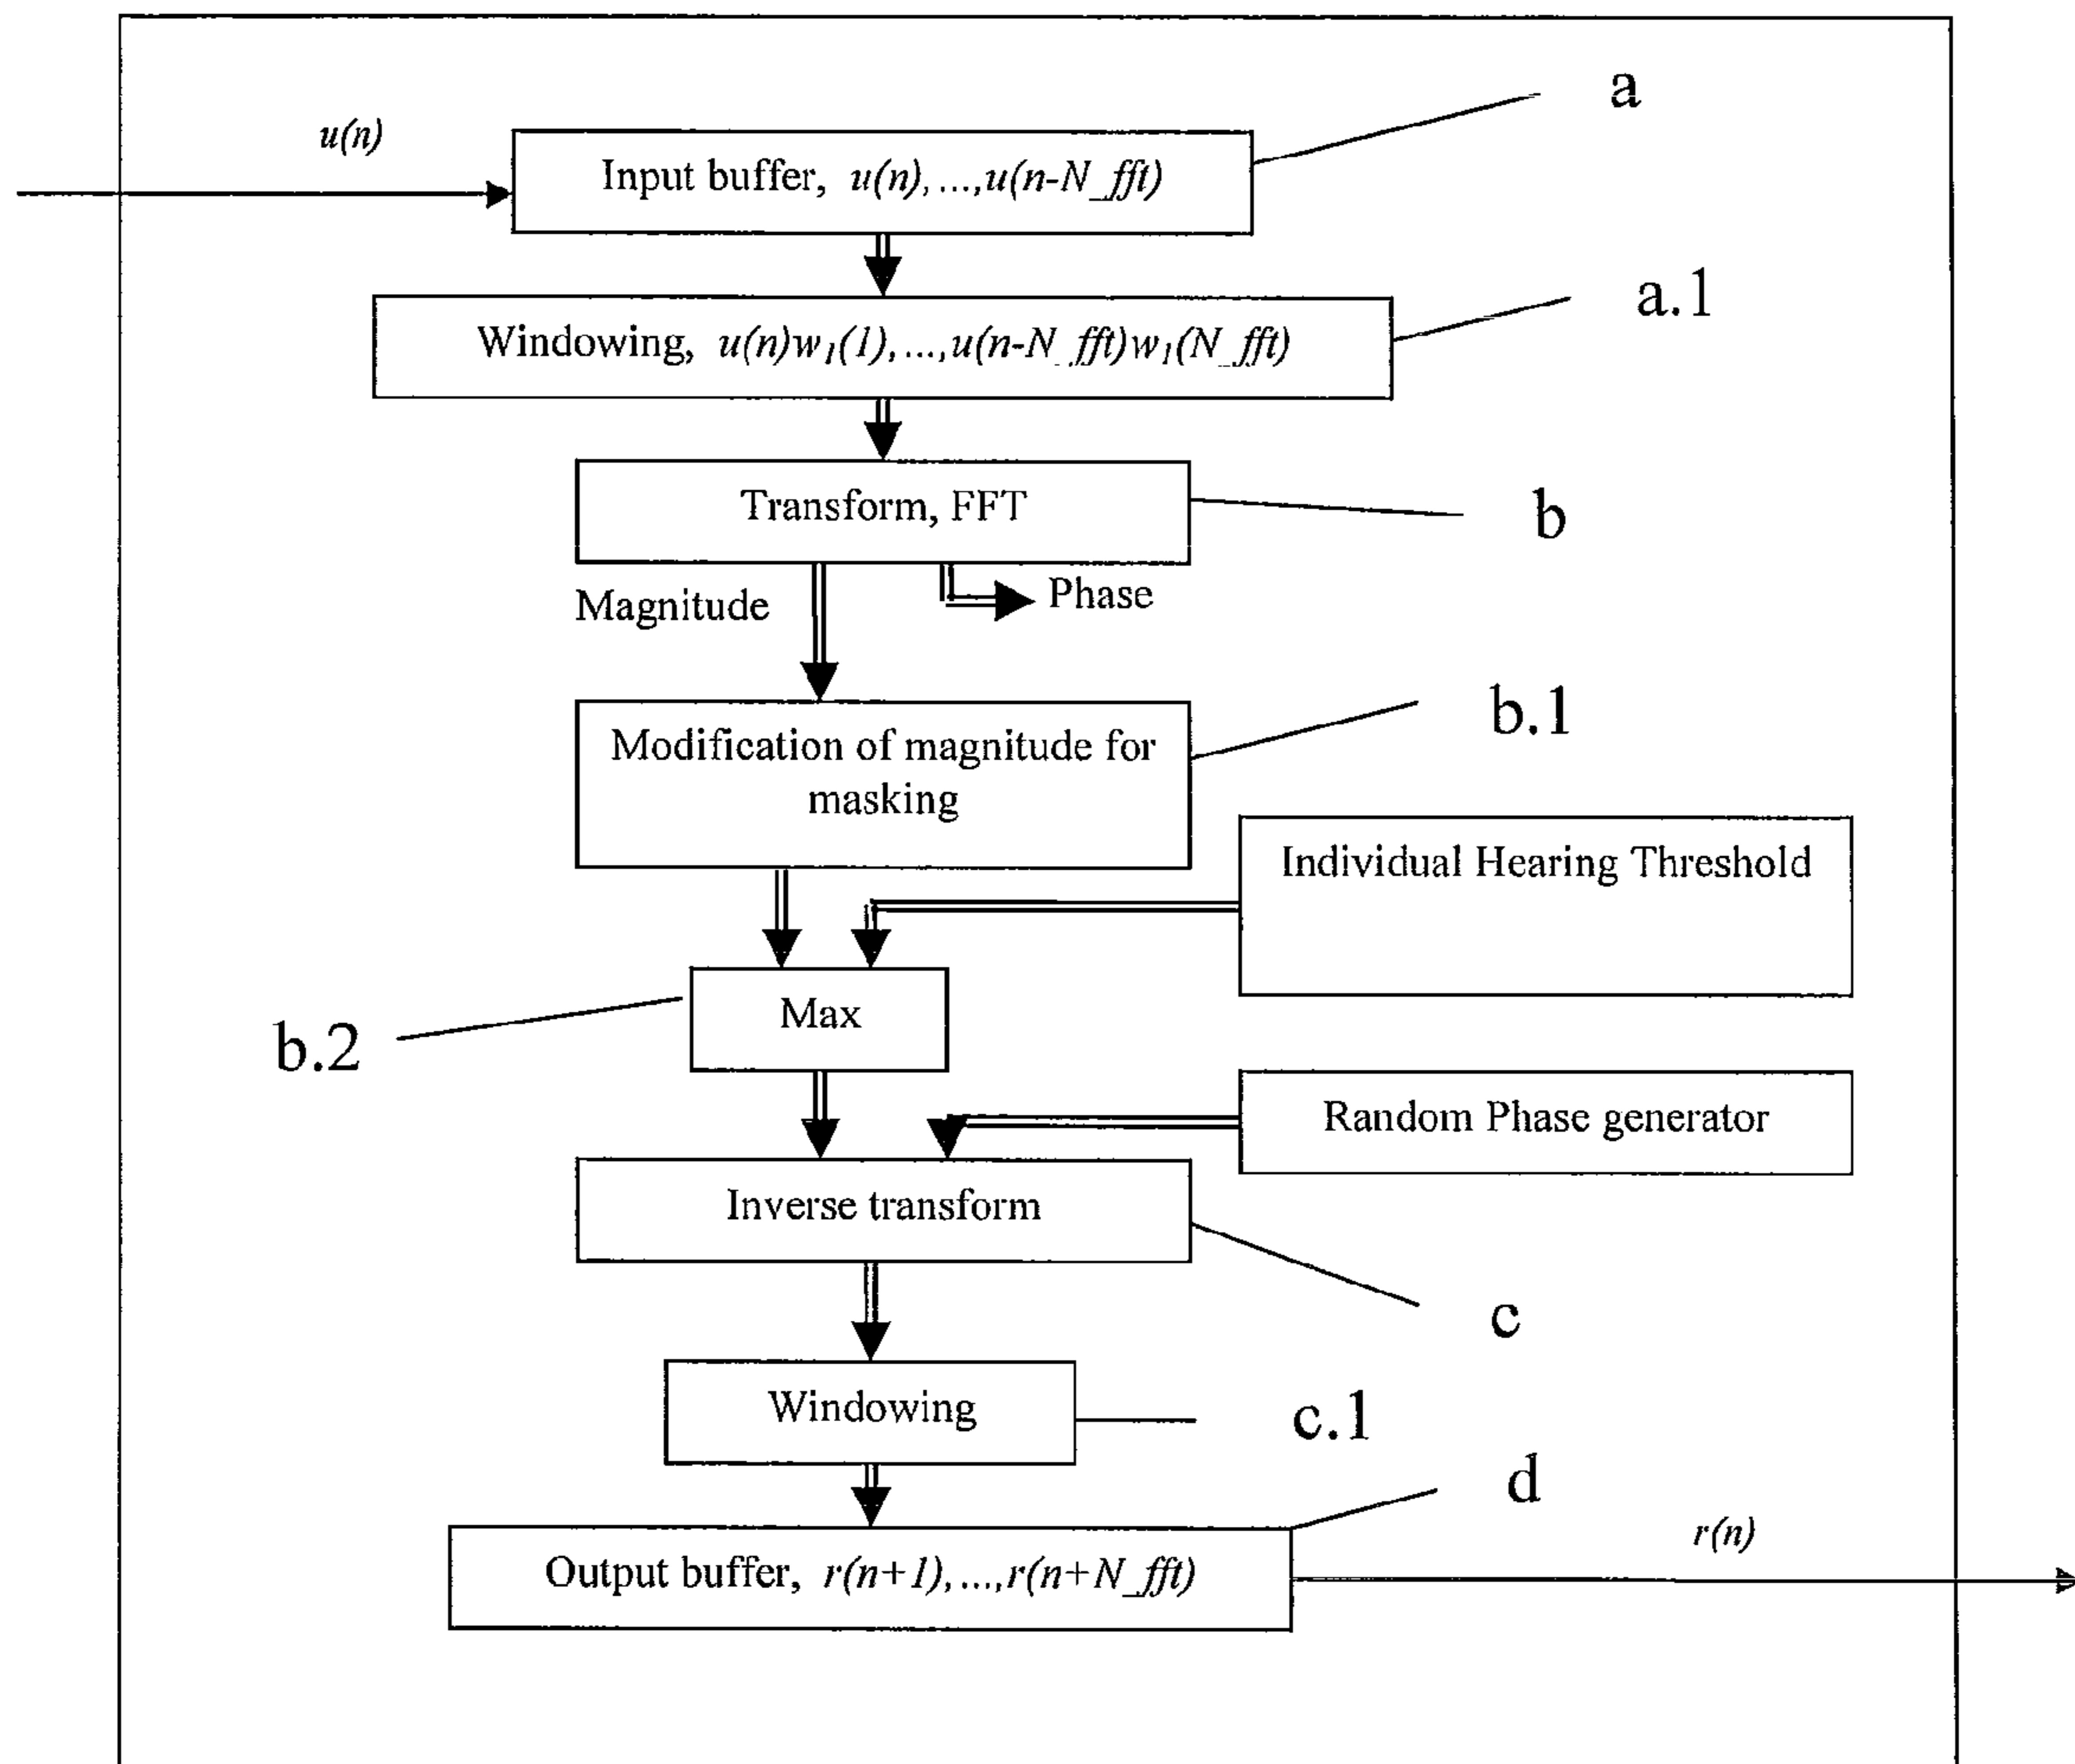 a
u(n)
Input buffer, u(n),...,u(n-N_fft)
a.1
Windowing, u(n)w₁(1),...,u(n-N_fft)w₁(N_fft)
Transform, FFT
b
Magnitude
Phase
b.1
Modification of magnitude for
masking
Individual Hearing Threshold
Max
b.2
Random Phase generator
Inverse transform
c
Windowing
c.1
d
r(n)
Output buffer, r(n+1),...,r(n+N_fft)